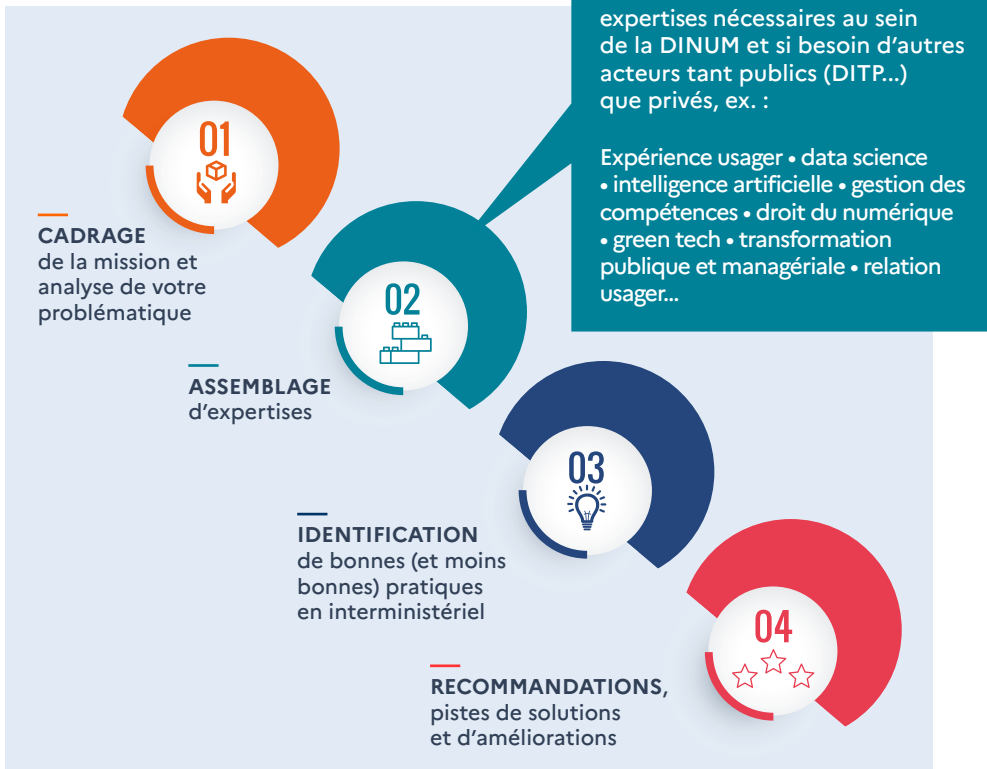 expertises nécessaires au sein
de la DINUM et si besoin d'autres
acteurs tant publics (DITP...)
que privés, ex. :
Expérience usager • data science
• intelligence artificielle • gestion des
compétences • droit du numérique
• green tech • transformation
publique et managériale • relation
usager...
01
CADRAGE
de la mission et
analyse de votre
problématique
02
ASSEMBLAGE
d'expertises
03
IDENTIFICATION
de bonnes (et moins
bonnes) pratiques
en interministériel
04
RECOMMANDATIONS,
pistes de solutions
et d'améliorations